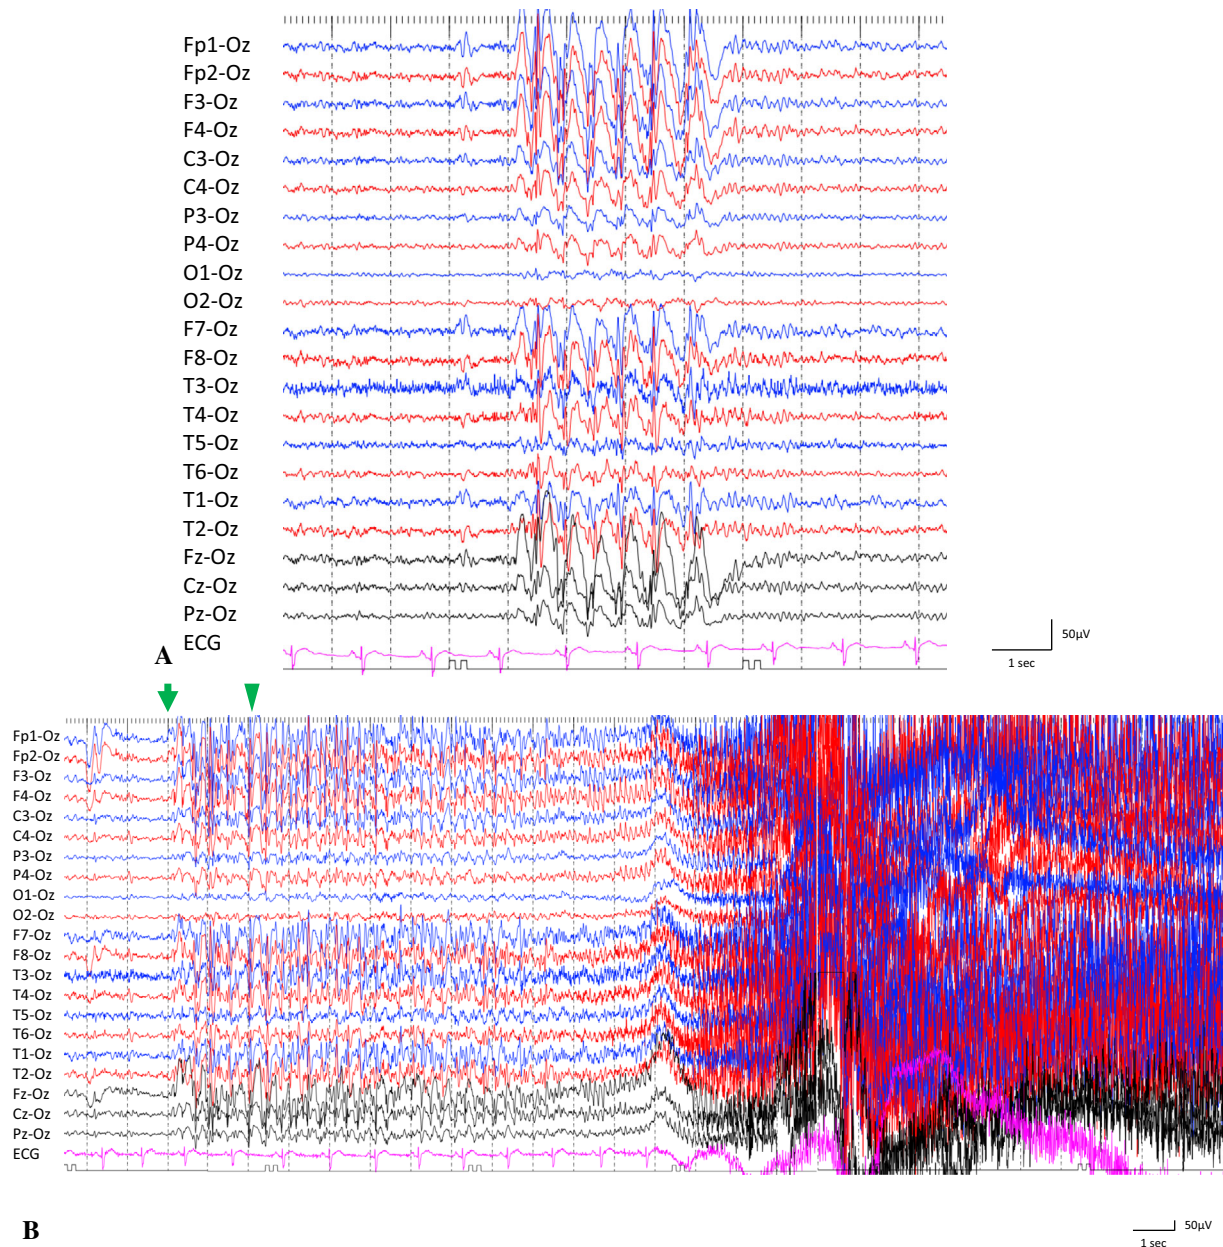 Fp1-Oz
Fp2-Oz
F3-Oz
F4-Oz
C3-Oz
C4-Oz
P3-Oz
P4-Oz
O1-Oz
O2-Oz
F7-Oz
F8-Oz
T3-Oz
T4-Oz
T5-Oz
T6-Oz
T1-Oz
T2-Oz
Fz-Oz
Cz-Oz
Pz-Oz
ECG
50μV
1 sec
A
Fp1-Oz
Fp2-Oz
F3-Oz
F4-Oz
C3-Oz
C4-Oz
P3-Oz
P4-Oz
O1-Oz
O2-Oz
F7-Oz
F8-Oz
T3-Oz
T4-Oz
T5-Oz
T6-Oz
T1-Oz
T2-Oz
Fz-Oz
Cz-Oz
Pz-Oz
ECG
50μV
1 sec
B